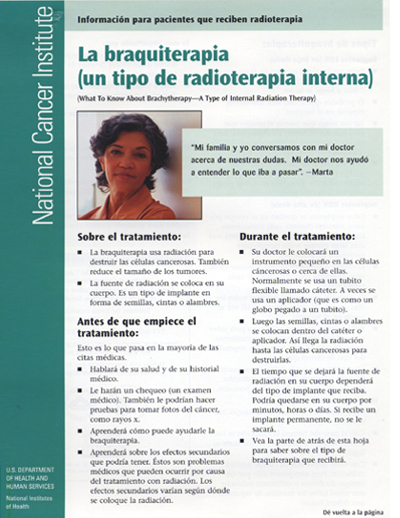 National Cancer Institute
Información para pacientes que reciben radioterapia
La braquiterapia
(un tipo de radioterapia interna)
(What To Know About Brachytherapy—A Type of Internal Radiation Therapy)
"Mi familia y yo conversamos con mi doctor
acerca de nuestras dudas. Mi doctor nos ayudó
a entender lo que iba a pasar". —Marta
Sobre el tratamiento:
■ La braquiterapia usa radiación para
destruir las células cancerosas. También
reduce el tamaño de los tumores.
■ La fuente de radiación se coloca en su
cuerpo. Es un tipo de implante en
forma de semillas, cintas o alambres.
Antes de que empiece el
tratamiento:
Esto es lo que pasa en la mayoría de las
citas médicas.
■ Hablará de su salud y de su historial
médico.
■ Le harán un chequeo (un examen
médico). También le podrían hacer
pruebas para tomar fotos del cáncer,
como rayos x.
■ Aprenderá cómo puede ayudarle la
braquiterapia.
■ Aprenderá sobre los efectos secundarios
que podría tener. Éstos son problemas
médicos que pueden ocurrir por causa
del tratamiento con radiación. Los
efectos secundarios varían según dónde
se coloque la radiación.
Durante el tratamiento:
■ Su doctor le colocará un
instrumento pequeño en las células
cáncerosas o cerca de ellas.
Normalmente se usa un tubito
flexible llamado catéter. A veces se
usa un aplicador (que es como un
globo pegado a un tubito).
■ Luego las semillas, cintas o alambres
se colocan dentro del catéter o
aplicador. Así llega la radiación
hasta las células cancerosas para
destruirlas.
■ El tiempo que se dejará la fuente de
radiación en su cuerpo dependerá
del tipo de implante que reciba.
Podría quedarse en su cuerpo por
minutos, horas o días. Si recibe un
implante permanente, no se le
sacará.
■ Vea la parte de atrás de esta hoja
para saber sobre el tipo de
braquiterapia que recibirá.
U.S. DEPARTMENT
OF HEALTH AND
HUMAN SERVICES
National Institutes
of Health
Dé vuelta a la página